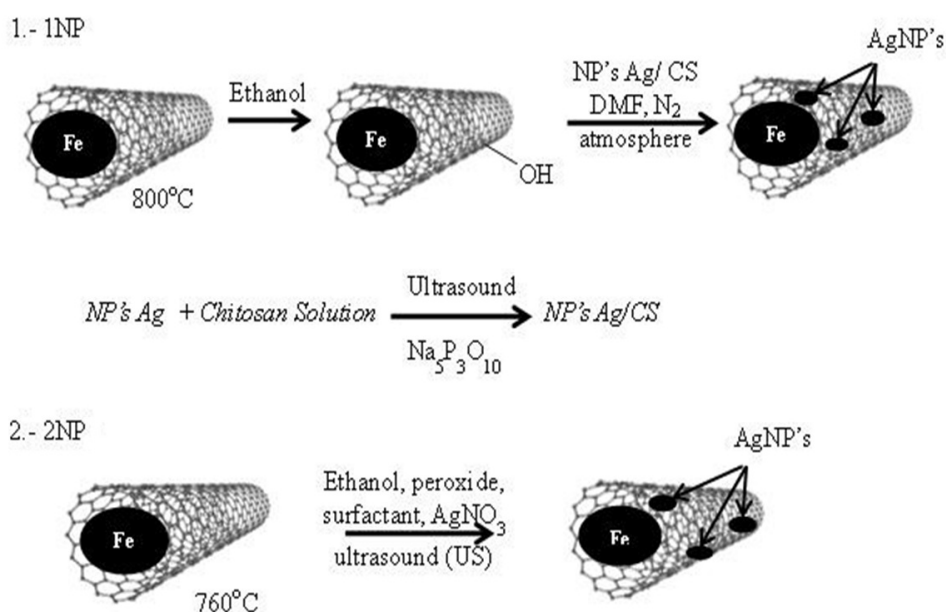 1.- 1NP
AgNP's
Ethanol
NP's Ag/ CS
DMF, N2
atmosphere
Fe
Fe
Fe
OH
800°C
Ultrasound
NP's Ag + Chitosan Solution
NP's Ag/CS
Na5P3O10
2.- 2NP
AgNP's
Ethanol, peroxide,
surfactant, AgNO3
ultrasound (US)
Fe
Fe
760°C